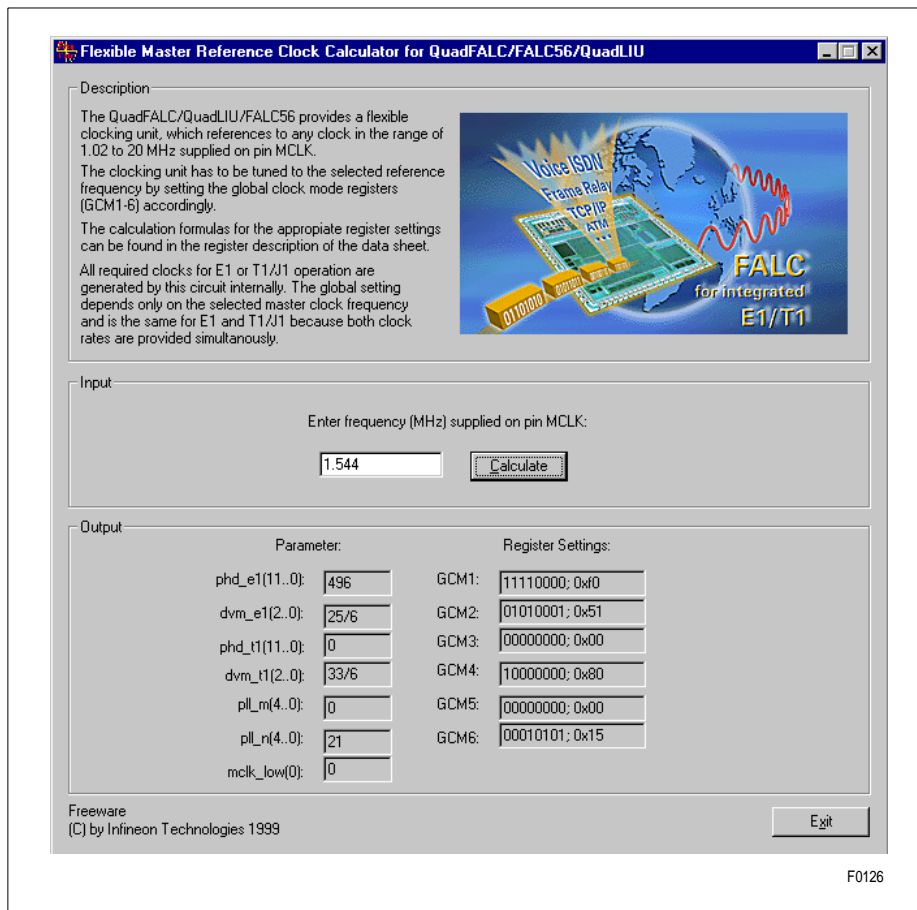 Flexible Master Reference Clock Calculator for QuadFALC/FALC56/QuadLIU
Description
The QuadFALC/QuadLIU/FALC56 provides a flexible
clocking unit, which references to any clock in the range of
1.02 to 20 MHz supplied on pin MCLK.
The clocking unit has to be tuned to the selected reference
frequency by setting the global clock mode registers
(GCM1-6) accordingly.
The calculation formulas for the appropiate register settings
can be found in the register description of the data sheet.
All required clocks for E1 or T1/J1 operation are
generated by this circuit internally. The global setting
depends only on the selected master clock frequency
and is the same for E1 and T1/J1 because both clock
rates are provided simultanously.
Voice ISDN
Frame Relay
TCP/IP
ATM
...
01101010
01011011
FALC
for integrated
E1/T1
Input
Enter frequency (MHz) supplied on pin MCLK:
1.544
Calculate
Output
Parameter:
Register Settings:
phd_e1(11..0): 496 GCM1: 11110000; 0xf0
dvm_e1(2..0): 25/6 GCM2: 01010001; 0x51
phd_t1(11..0): 0 GCM3: 00000000; 0x00
dvm_t1(2..0): 33/6 GCM4: 10000000; 0x80
pll_m(4..0): 0 GCM5: 00000000; 0x00
pll_n(4..0): 21 GCM6: 00010101; 0x15
mclk_low(0): 0
Freeware
(C) by Infineon Technologies 1999
Exit
F0126